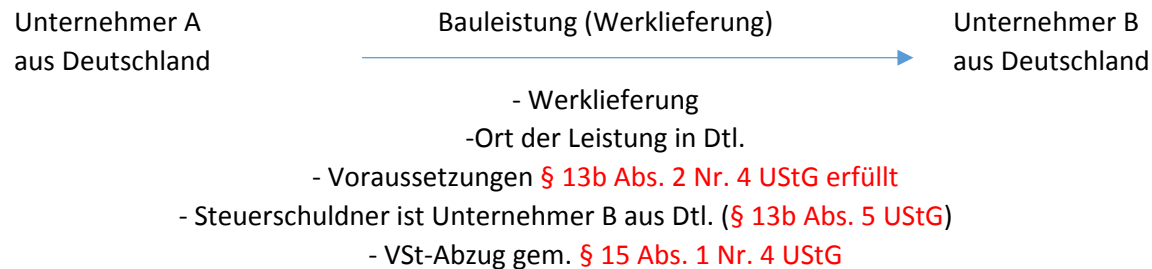 Unternehmer A Bauleistung (Werklieferung) Unternehmer B
aus Deutschland aus Deutschland
- Werklieferung
-Ort der Leistung in Dtl.
- Voraussetzungen § 13b Abs. 2 Nr. 4 UStG erfüllt
- Steuerschuldner ist Unternehmer B aus Dtl. (§ 13b Abs. 5 UStG)
- VSt-Abzug gem. § 15 Abs. 1 Nr. 4 UStG